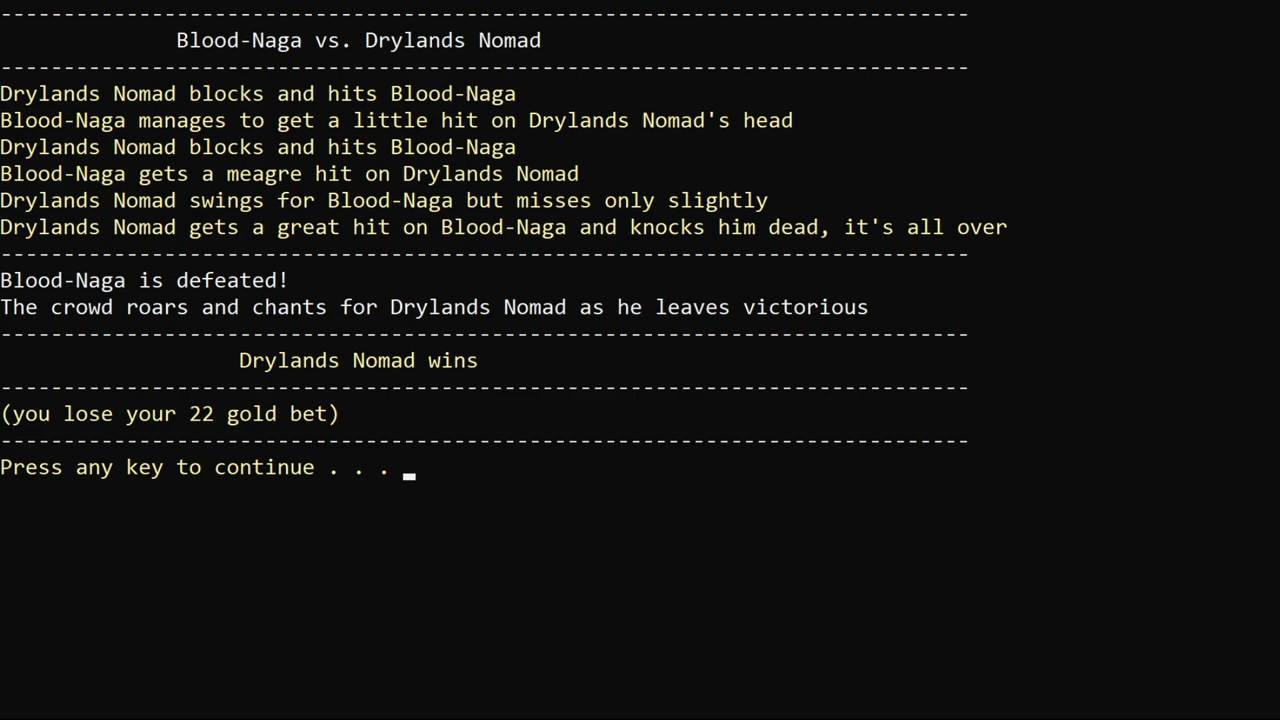 -----------------------------------------------------------------------------
Blood-Naga vs. Drylands Nomad
-----------------------------------------------------------------------------
Drylands Nomad blocks and hits Blood-Naga
Blood-Naga manages to get a little hit on Drylands Nomad's head
Drylands Nomad blocks and hits Blood-Naga
Blood-Naga gets a meagre hit on Drylands Nomad
Drylands Nomad swings for Blood-Naga but misses only slightly
Drylands Nomad gets a great hit on Blood-Naga and knocks him dead, it's all over
-----------------------------------------------------------------------------
Blood-Naga is defeated!
The crowd roars and chants for Drylands Nomad as he leaves victorious
-----------------------------------------------------------------------------
Drylands Nomad wins
-----------------------------------------------------------------------------
(you lose your 22 gold bet)
-----------------------------------------------------------------------------
Press any key to continue . . . _